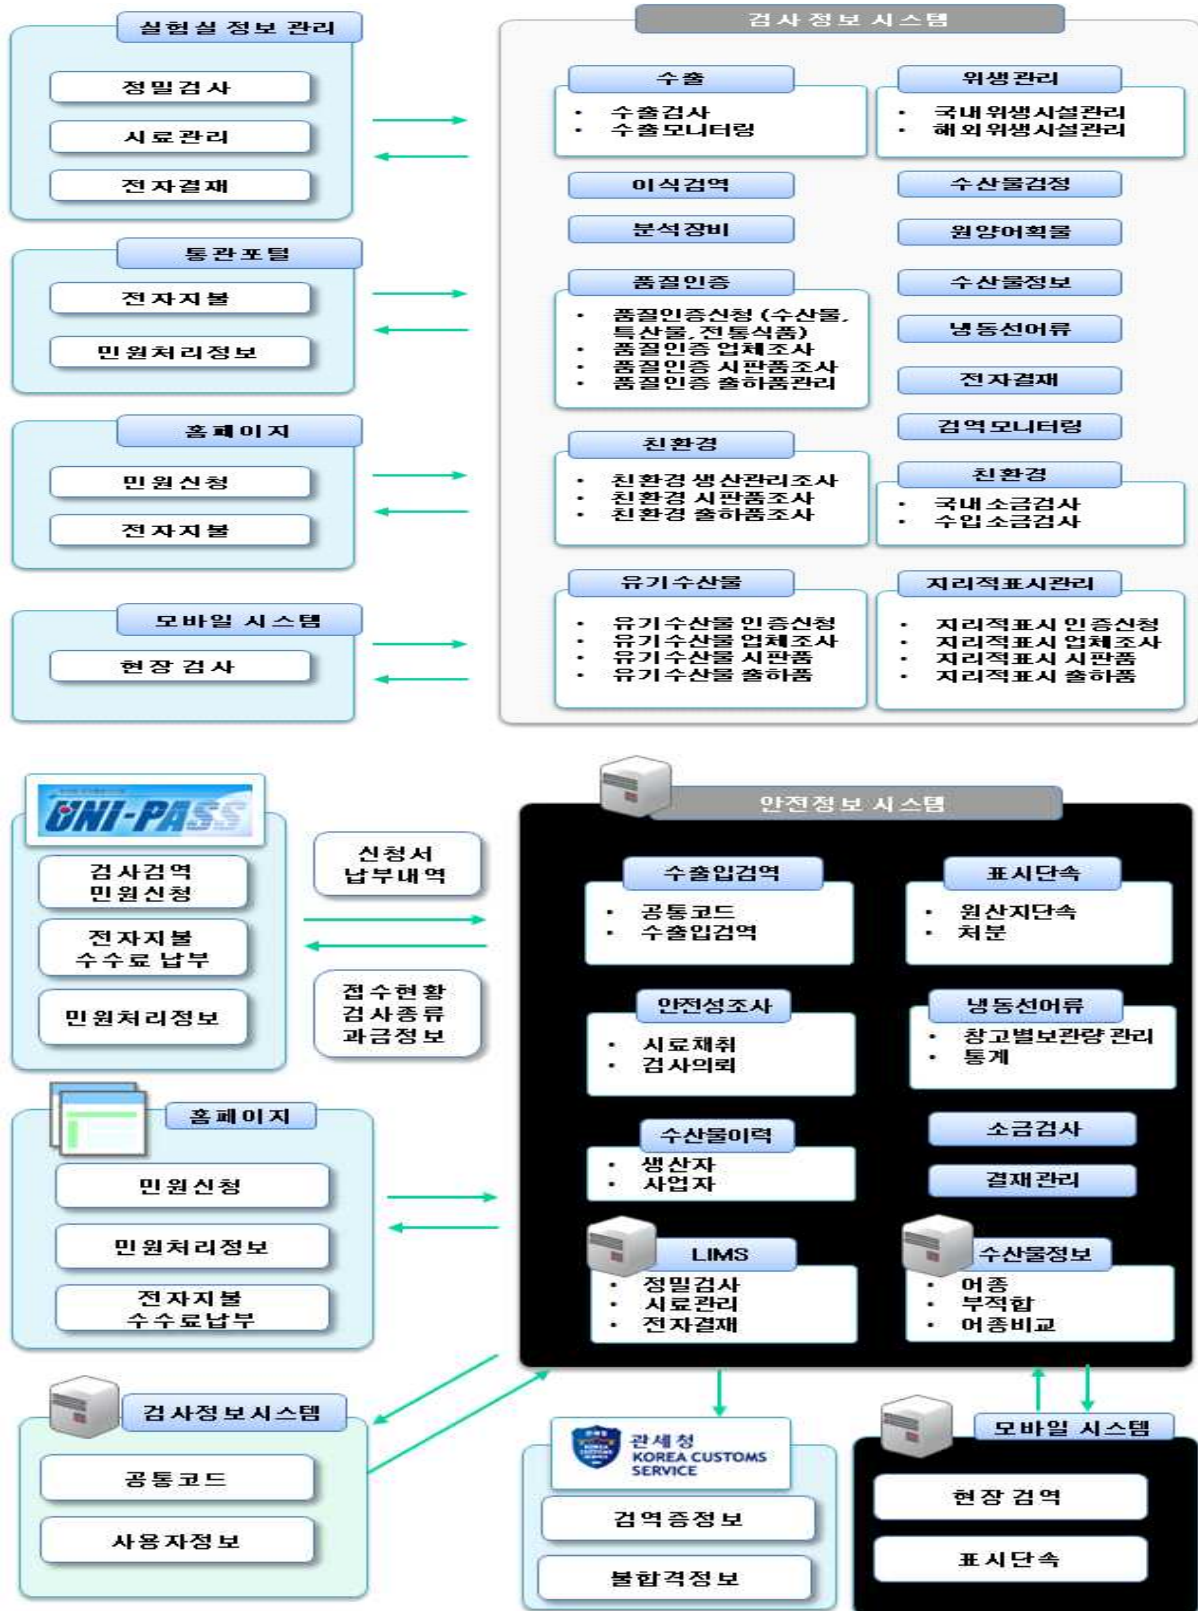 실험실 정보 관리
정밀검사
시료관리
전자결재
통관포털
전자지불
민원처리정보
홈페이지
민원신청
전자지불
모바일 시스템
현장 검사
검사정보 시스템
수출
• 수출검사
• 수출모니터링
위생관리
• 국내위생시설관리
• 해외위생시설관리
이식검역
수산물검정
분석장비
원양어획물
품질인증
• 품질인증신청 (수산물,
특산물, 전통식품)
• 품질인증 업체조사
• 품질인증 시판품조사
• 품질인증 출하품관리
수산물정보
냉동선어류
전자결재
검역모니터링
친환경
• 친환경 생산관리조사
• 친환경 시판품조사
• 친환경 출하품조사
친환경
• 국내소금검사
• 수입소금검사
유기수산물
• 유기수산물 인증신청
• 유기수산물 업체조사
• 유기수산물 시판품
• 유기수산물 출하품
지리적표시관리
• 지리적표시 인증신청
• 지리적표시 업체조사
• 지리적표시 시판품
• 지리적표시 출하품
UNI-PASS
검사검역
민원신청
전자지불
수수료 납부
민원처리정보
신청서
납부내역
접수현황
검사종류
과금정보
홈페이지
민원신청
민원처리정보
전자지불
수수료납부
안전정보 시스템
수출입검역
• 공통코드
• 수출입검역
표시단속
• 원산지단속
• 처분
안전성조사
• 시료채취
• 검사의뢰
냉동선어류
• 창고별보관량 관리
• 통계
수산물이력
• 생산자
• 사업자
소금검사
결재관리
LIMS
• 정밀검사
• 시료관리
• 전자결재
수산물정보
• 어종
• 부적합
• 어종비교
검사정보시스템
공통코드
사용자정보
관세청
KOREA CUSTOMS
SERVICE
검역증정보
불합격정보
모바일 시스템
현장 검역
표시단속